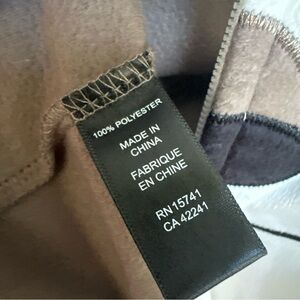 100% POLYESTER
MADE IN
CHINA
FABRIQUE
EN CHINE
RN 15741
CA 42241